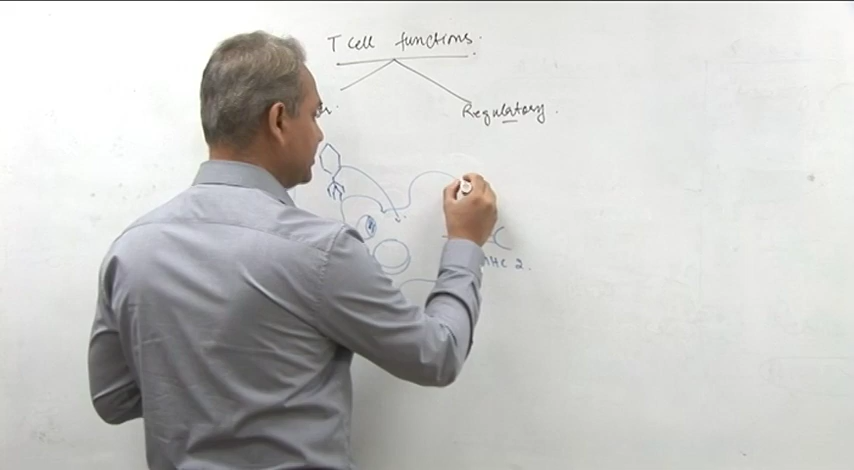 T cell functions.
Regulatory.
MHC 2.